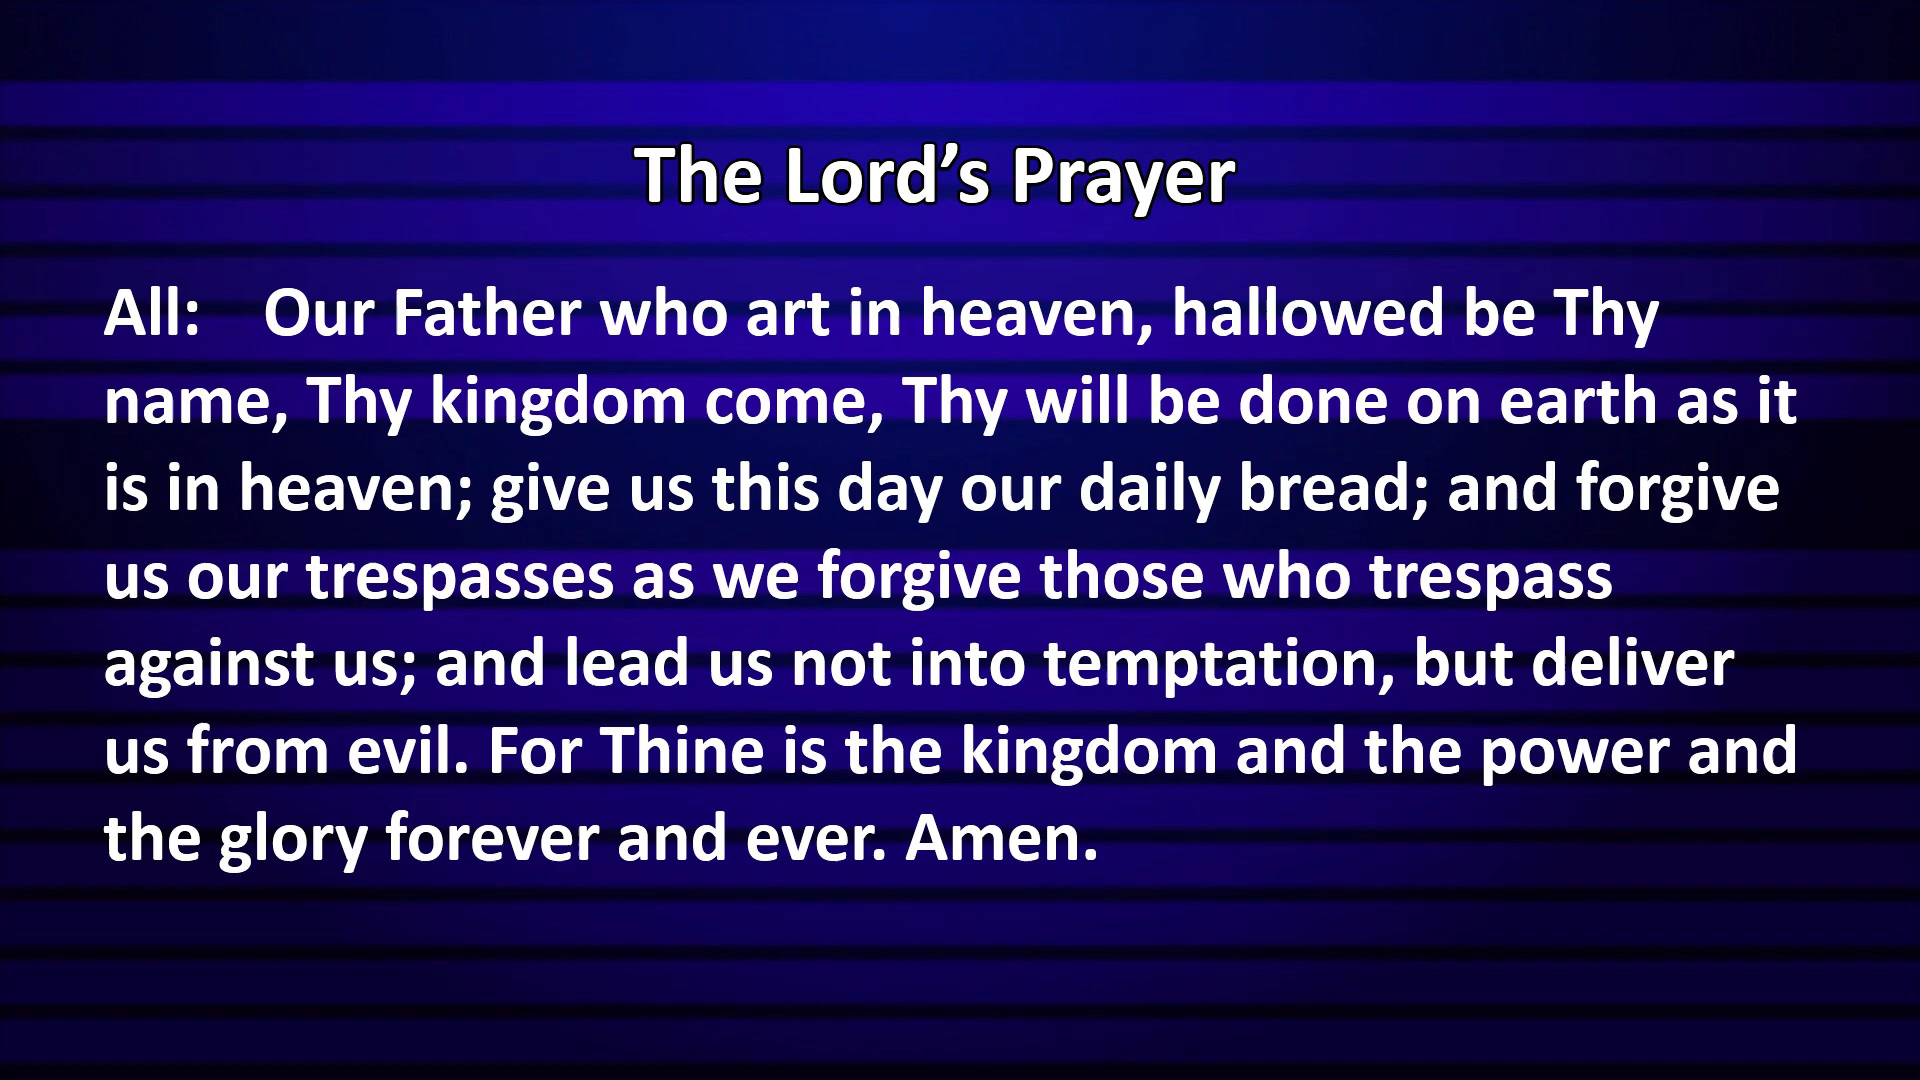 The Lord’s Prayer
All: Our Father who art in heaven, hallowed be Thy
name, Thy kingdom come, Thy will be done on earth as it
is in heaven; give us this day our daily bread; and forgive
us our trespasses as we forgive those who trespass
against us; and lead us not into temptation, but deliver
us from evil. For Thine is the kingdom and the power and
the glory forever and ever. Amen.